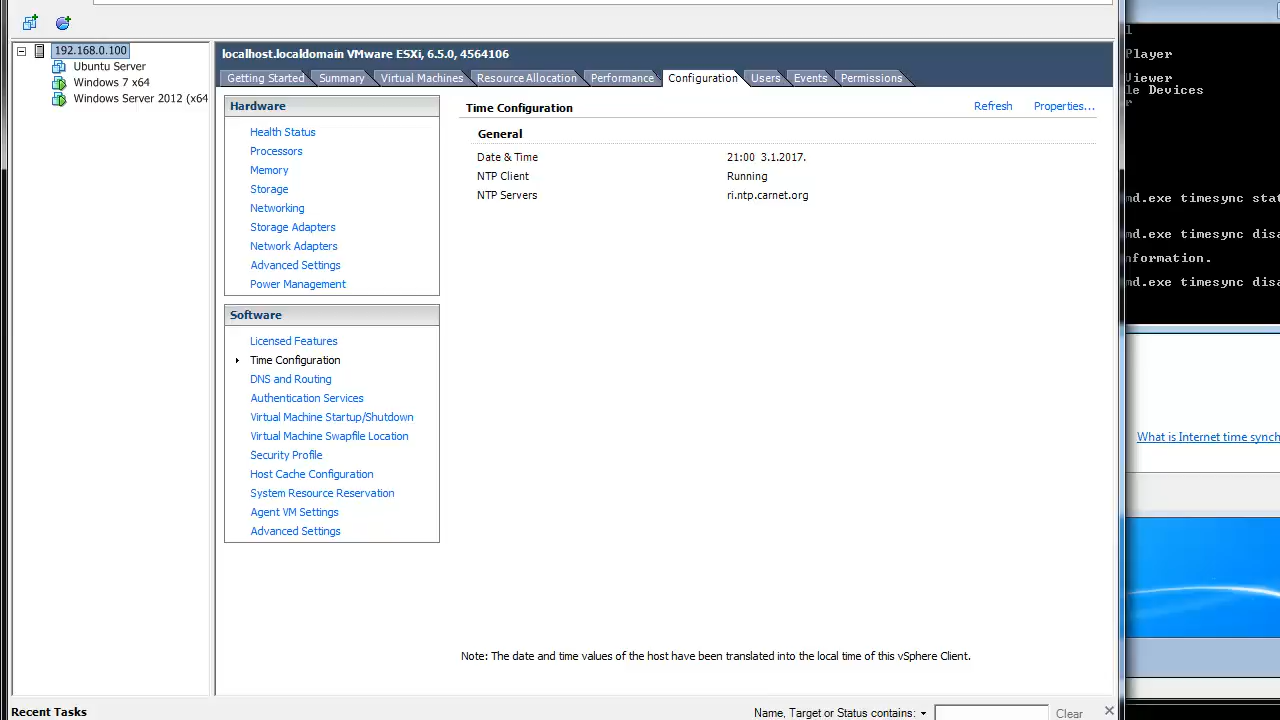 192.168.0.100
Ubuntu Server
Windows 7 x64
Windows Server 2012 (x64
localhost.localdomain VMware ESXi, 6.5.0, 4564106
Getting Started Summary Virtual Machines Resource Allocation Performance Configuration Users Events Permissions
Hardware
Health Status
Processors
Memory
Storage
Networking
Storage Adapters
Network Adapters
Advanced Settings
Power Management
Software
Licensed Features
Time Configuration
DNS and Routing
Authentication Services
Virtual Machine Startup/Shutdown
Virtual Machine Swapfile Location
Security Profile
Host Cache Configuration
System Resource Reservation
Agent VM Settings
Advanced Settings
Time Configuration
Refresh Properties...
General
Date & Time 21:00 3.1.2017.
NTP Client Running
NTP Servers ri.ntp.carnet.org
Note: The date and time values of the host have been translated into the local time of this vSphere Client.
Recent Tasks
Name, Target or Status contains: Clear
l
Player
Viewer
le Devices
r
md.exe timesync stat
md.exe timesync disa
nformation.
md.exe timesync disa
What is Internet time synch